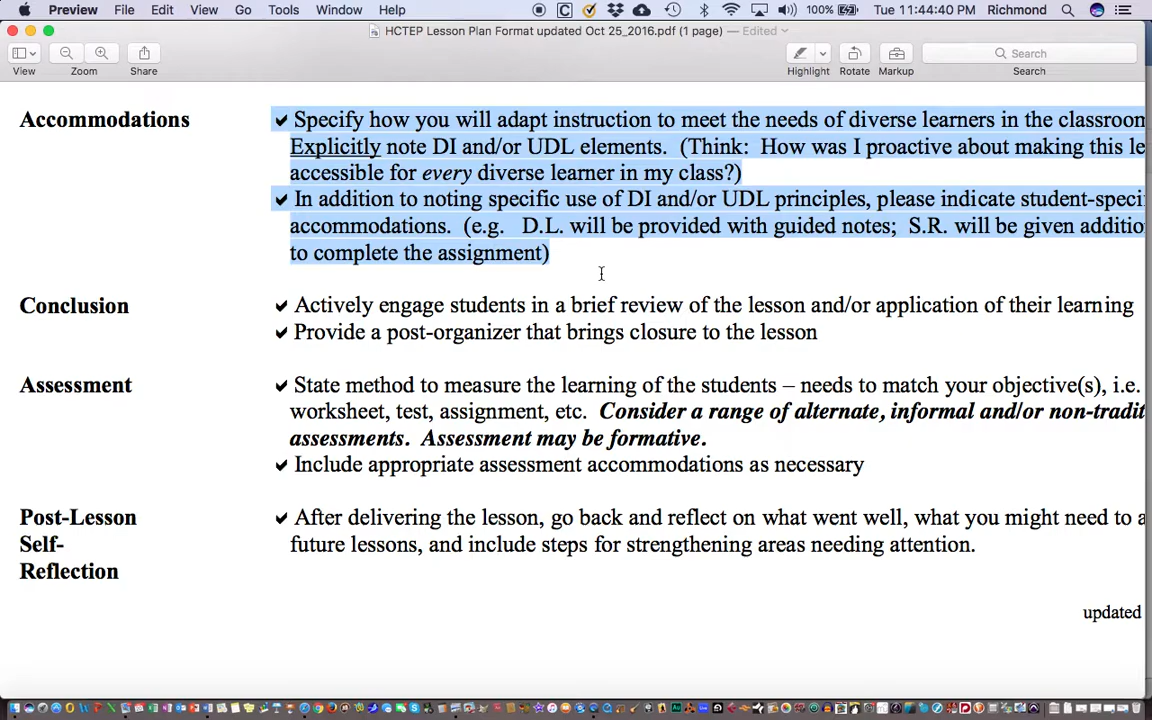 Preview File Edit View Go Tools Window Help 100% Tue 11:44:40 PM Richmond
HCTEP Lesson Plan Format updated Oct 25_2016.pdf (1 page) — Edited
Search
View Zoom Share Highlight Rotate Markup Search
Accommodations ✔ Specify how you will adapt instruction to meet the needs of diverse learners in the classroom
Explicitly note DI and/or UDL elements. (Think: How was I proactive about making this le
accessible for every diverse learner in my class?)
✔ In addition to noting specific use of DI and/or UDL principles, please indicate student-speci
accommodations. (e.g. D.L. will be provided with guided notes; S.R. will be given additio
to complete the assignment)
Conclusion ✔ Actively engage students in a brief review of the lesson and/or application of their learning
✔ Provide a post-organizer that brings closure to the lesson
Assessment ✔ State method to measure the learning of the students – needs to match your objective(s), i.e.
worksheet, test, assignment, etc. Consider a range of alternate, informal and/or non-tradit
assessments. Assessment may be formative.
✔ Include appropriate assessment accommodations as necessary
Post-Lesson ✔ After delivering the lesson, go back and reflect on what went well, what you might need to a
Self- future lessons, and include steps for strengthening areas needing attention.
Reflection
updated